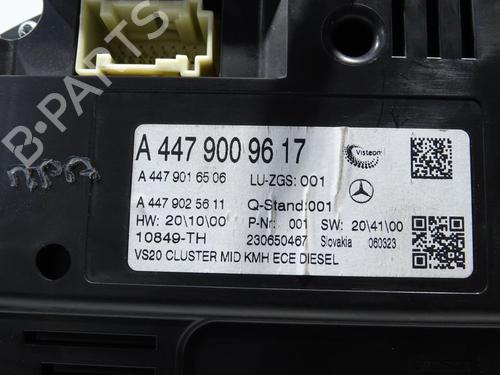 A 447 900 96 17
Visteon
A 447 901 65 06 LU-ZGS: 001
A 447 902 56 11 Q-Stand:001
HW: 20/10/00 P-Nr: 001 SW: 20/41/00
10849-TH 230650467 Slovakia 060323
VS20 CLUSTER MID KMH ECE DIESEL
B-PARTS